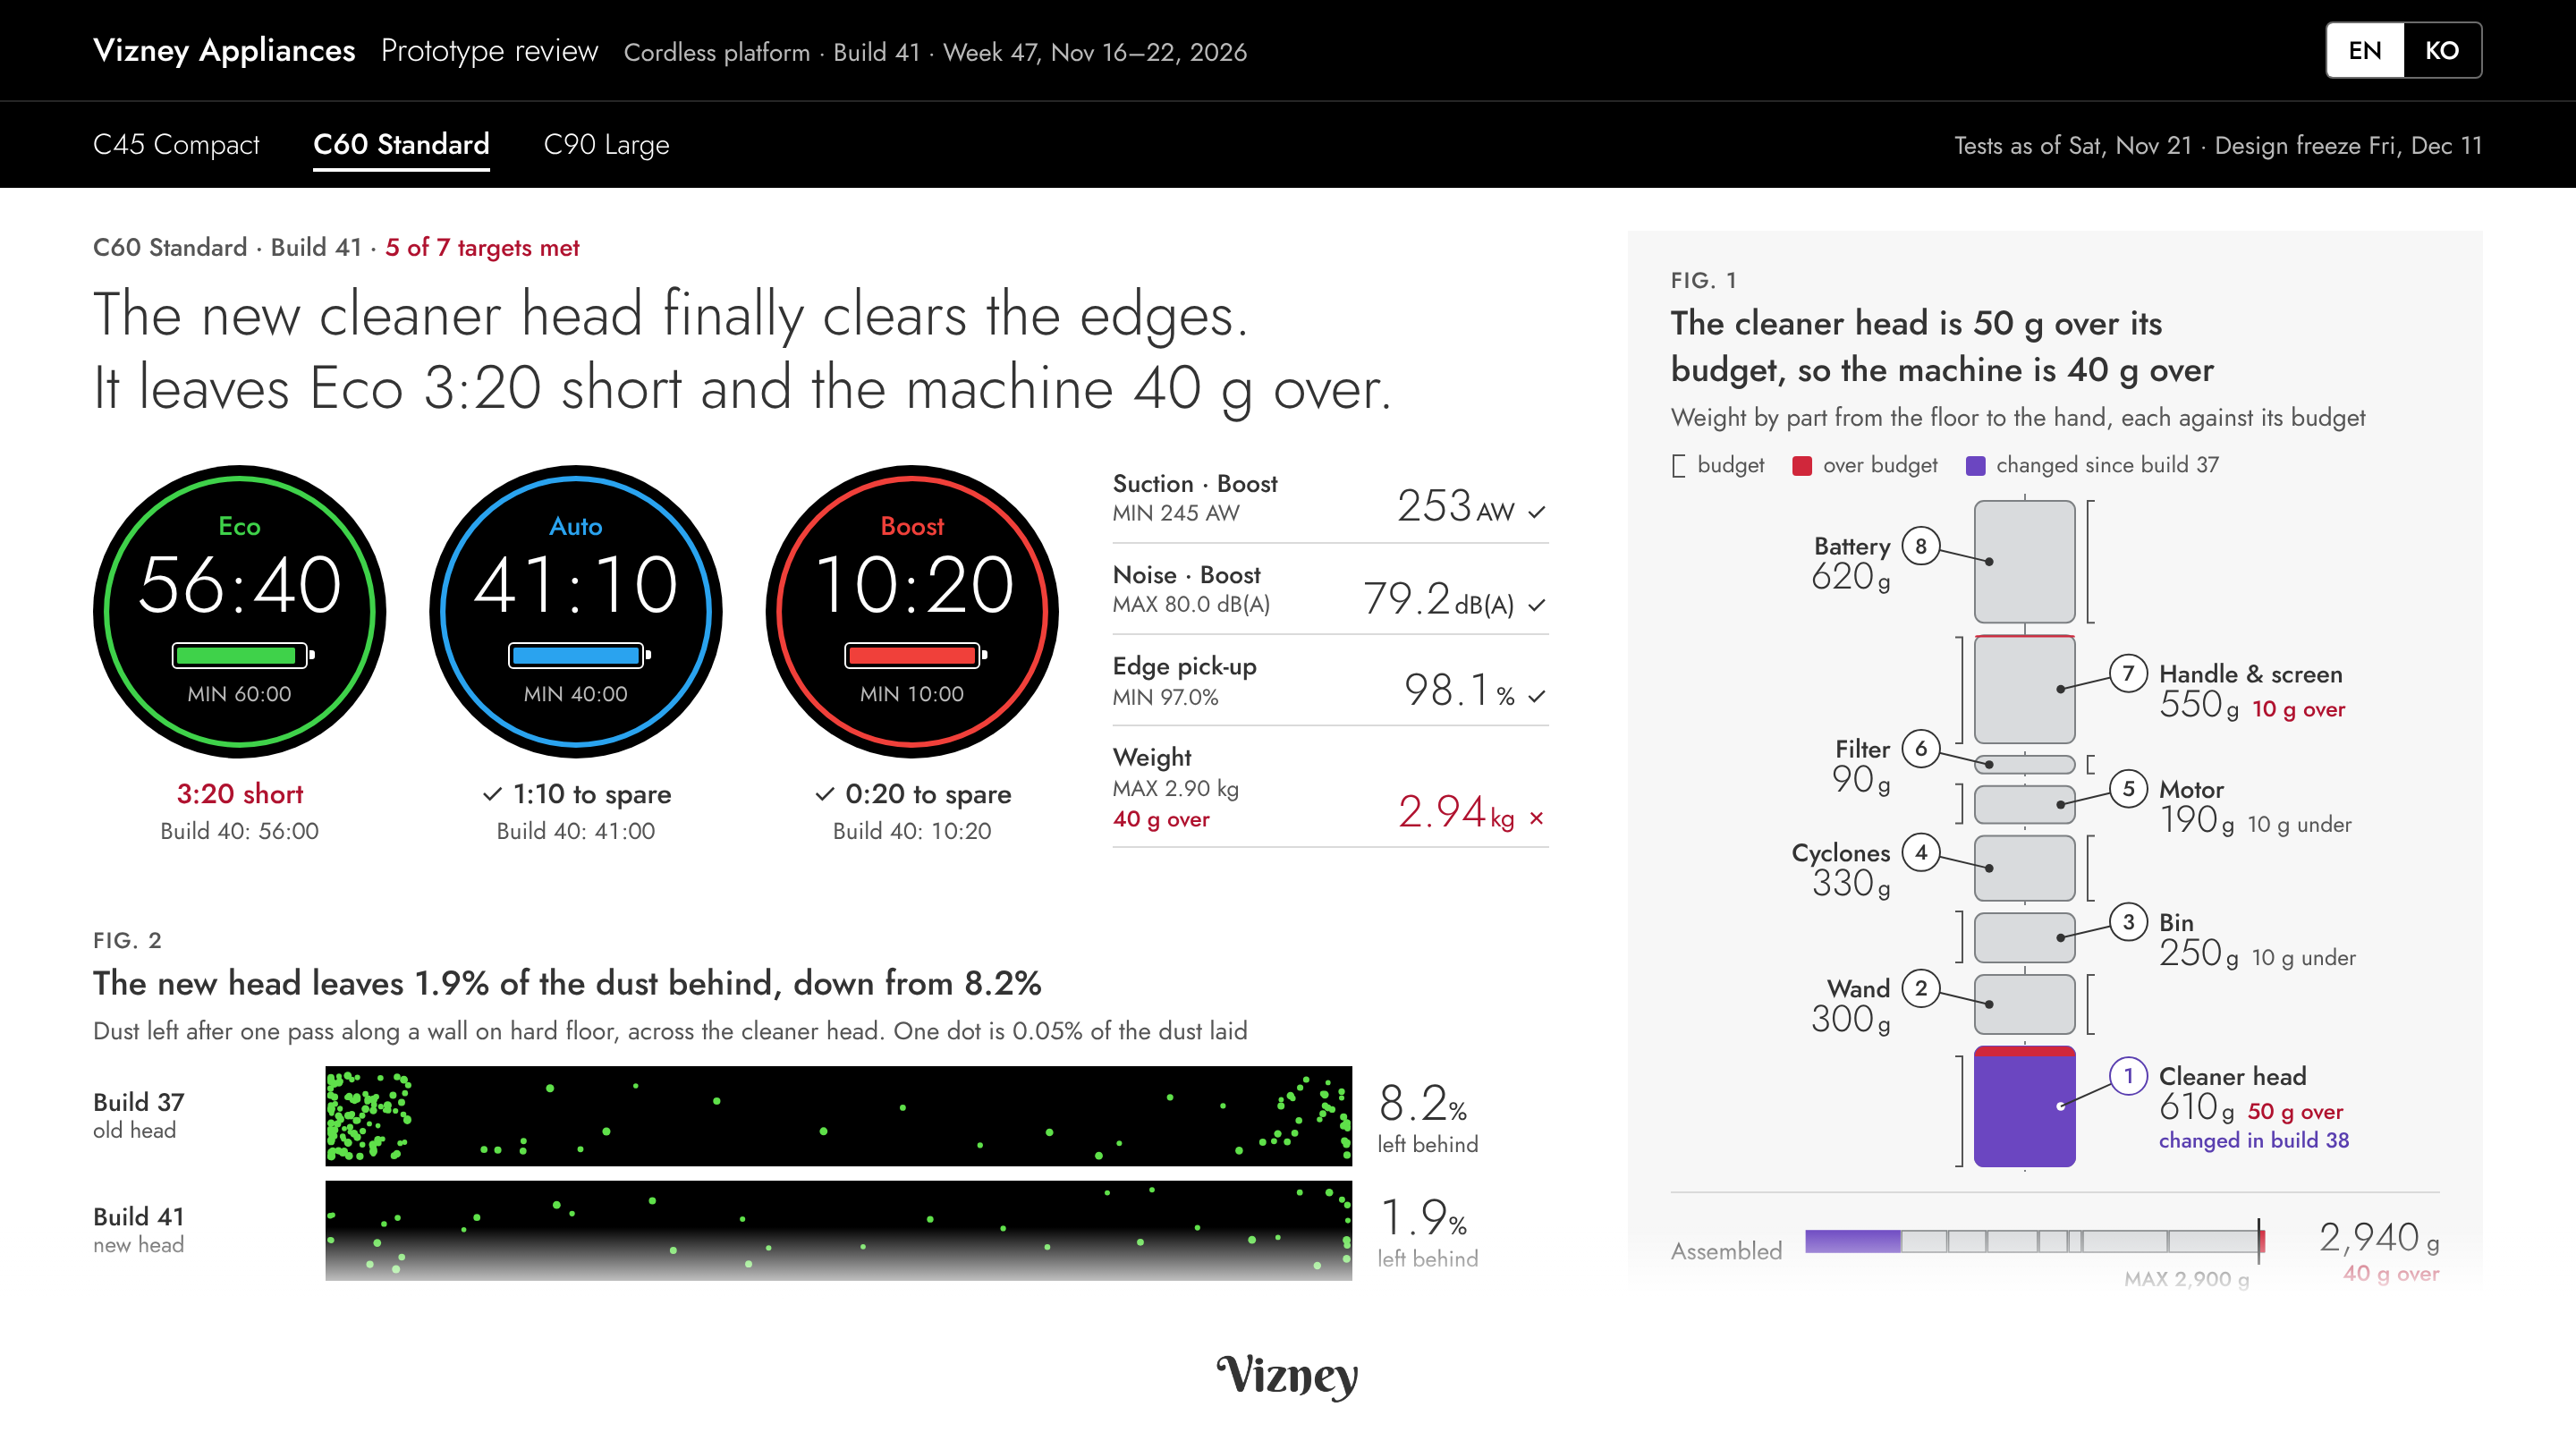 Vizney Appliances Prototype review Cordless platform · Build 41 · Week 47, Nov 16–22, 2026
EN KO
C45 Compact C60 Standard C90 Large
Tests as of Sat, Nov 21 · Design freeze Fri, Dec 11
C60 Standard · Build 41 · 5 of 7 targets met
The new cleaner head finally clears the edges.
It leaves Eco 3:20 short and the machine 40 g over.
Eco
56:40
MIN 60:00
3:20 short
Build 40: 56:00
Auto
41:10
MIN 40:00
✓ 1:10 to spare
Build 40: 41:00
Boost
10:20
MIN 10:00
✓ 0:20 to spare
Build 40: 10:20
Suction · Boost
MIN 245 AW
253 AW ✓
Noise · Boost
MAX 80.0 dB(A)
79.2 dB(A) ✓
Edge pick-up
MIN 97.0%
98.1 % ✓
Weight
MAX 2.90 kg
40 g over
2.94 kg ×
FIG. 2
The new head leaves 1.9% of the dust behind, down from 8.2%
Dust left after one pass along a wall on hard floor, across the cleaner head. One dot is 0.05% of the dust laid
Build 37
old head
8.2%
left behind
Build 41
new head
1.9%
left behind
FIG. 1
The cleaner head is 50 g over its
budget, so the machine is 40 g over
Weight by part from the floor to the hand, each against its budget
budget over budget changed since build 37
Battery 8
620 g
7 Handle & screen
550 g 10 g over
Filter 6
90 g
5 Motor
190 g 10 g under
Cyclones 4
330 g
3 Bin
250 g 10 g under
Wand 2
300 g
1 Cleaner head
610 g 50 g over
changed in build 38
Assembled
2,940 g
MAX 2,900 g
40 g over
Vizney